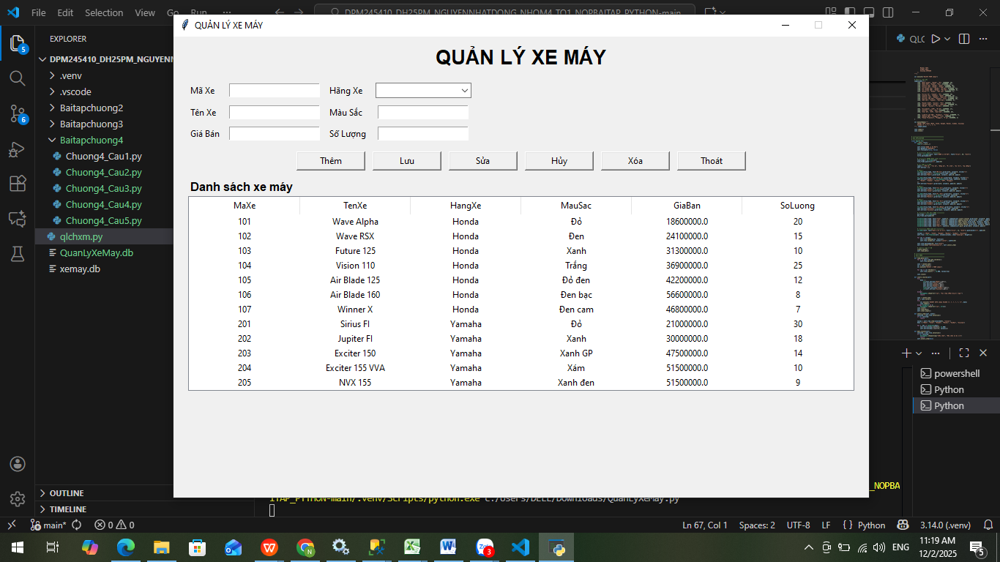 File Edit Selection View Go Run ···
DPM245410_DH25PM_NGUYENNHATDONG_NHOM4_TO1_NOPBAITAP_PYTHON-main
QUẢN LÝ XE MÁY
EXPLORER
DPM245410_DH25PM_NGUYENN
.venv
.vscode
Baitapchuong2
Baitapchuong3
Baitapchuong4
Chuong4_Cau1.py
Chuong4_Cau2.py
Chuong4_Cau3.py
Chuong4_Cau4.py
Chuong4_Cau5.py
qlchxm.py
QuanLyXeMay.db
xemay.db
OUTLINE
TIMELINE
5
6
QLC
QUẢN LÝ XE MÁY
Mã Xe Hãng Xe
Tên Xe Màu Sắc
Giá Bán Số Lượng
Thêm Lưu Sửa Hủy Xóa Thoát
Danh sách xe máy
MaXe TenXe HangXe MauSac GiaBan SoLuong
101 Wave Alpha Honda Đỏ 18600000.0 20
102 Wave RSX Honda Đen 24100000.0 15
103 Future 125 Honda Xanh 31300000.0 10
104 Vision 110 Honda Trắng 36900000.0 25
105 Air Blade 125 Honda Đỏ đen 42200000.0 12
106 Air Blade 160 Honda Đen bạc 56600000.0 8
107 Winner X Honda Đen cam 46800000.0 7
201 Sirius FI Yamaha Đỏ 21000000.0 30
202 Jupiter FI Yamaha Xanh 30000000.0 18
203 Exciter 150 Yamaha Xanh GP 47500000.0 14
204 Exciter 155 VVA Yamaha Xám 51500000.0 10
205 NVX 155 Yamaha Xanh đen 51500000.0 9
powershell
Python
Python
_NOPBA
ITAP_PYTHON-main/.venv/Scripts/python.exe c:/Users/DELL/Downloads/QuanLyXeMay.py
main* 0 0 Ln 67, Col 1 Spaces: 2 UTF-8 LF { } Python 3.14.0 (.venv)
3
ENG
11:19 AM
12/2/2025
5